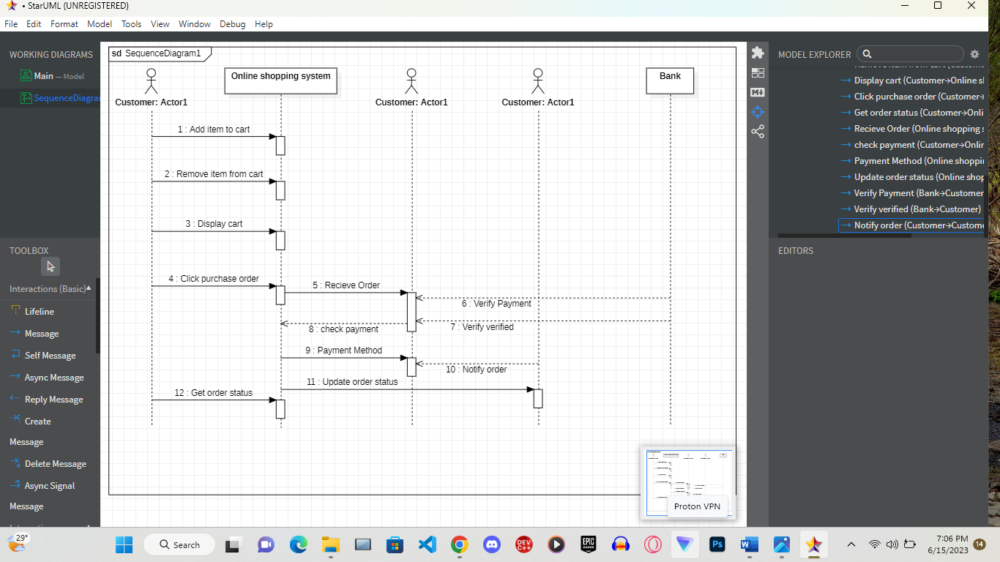 • StarUML (UNREGISTERED)
File Edit Format Model Tools View Window Debug Help
WORKING DIAGRAMS
Main — Model
SequenceDiagra
TOOLBOX
Interactions (Basic)
Lifeline
Message
Self Message
Async Message
Reply Message
Create
Message
Delete Message
Async Signal
Message
sd SequenceDiagram1
Customer: Actor1
Online shopping system
Customer: Actor1
Customer: Actor1
Bank
1 : Add item to cart
2 : Remove item from cart
3 : Display cart
4 : Click purchase order
5 : Recieve Order
6 : Verify Payment
7 : Verify verified
8 : check payment
9 : Payment Method
10 : Notify order
11 : Update order status
12 : Get order status
MODEL EXPLORER
Display cart (Customer→Online s
Click purchase order (Customer→
Get order status (Customer→Onli
Recieve Order (Online shopping s
check payment (Customer→Onlin
Payment Method (Online shoppi
Update order status (Online shop
Verify Payment (Bank→Customer
Verify verified (Bank→Customer)
Notify order (Customer→Custome
EDITORS
Proton VPN
29°
Search
DEV C++
EPIC GAMES
Ps
W
7:06 PM
6/15/2023
14